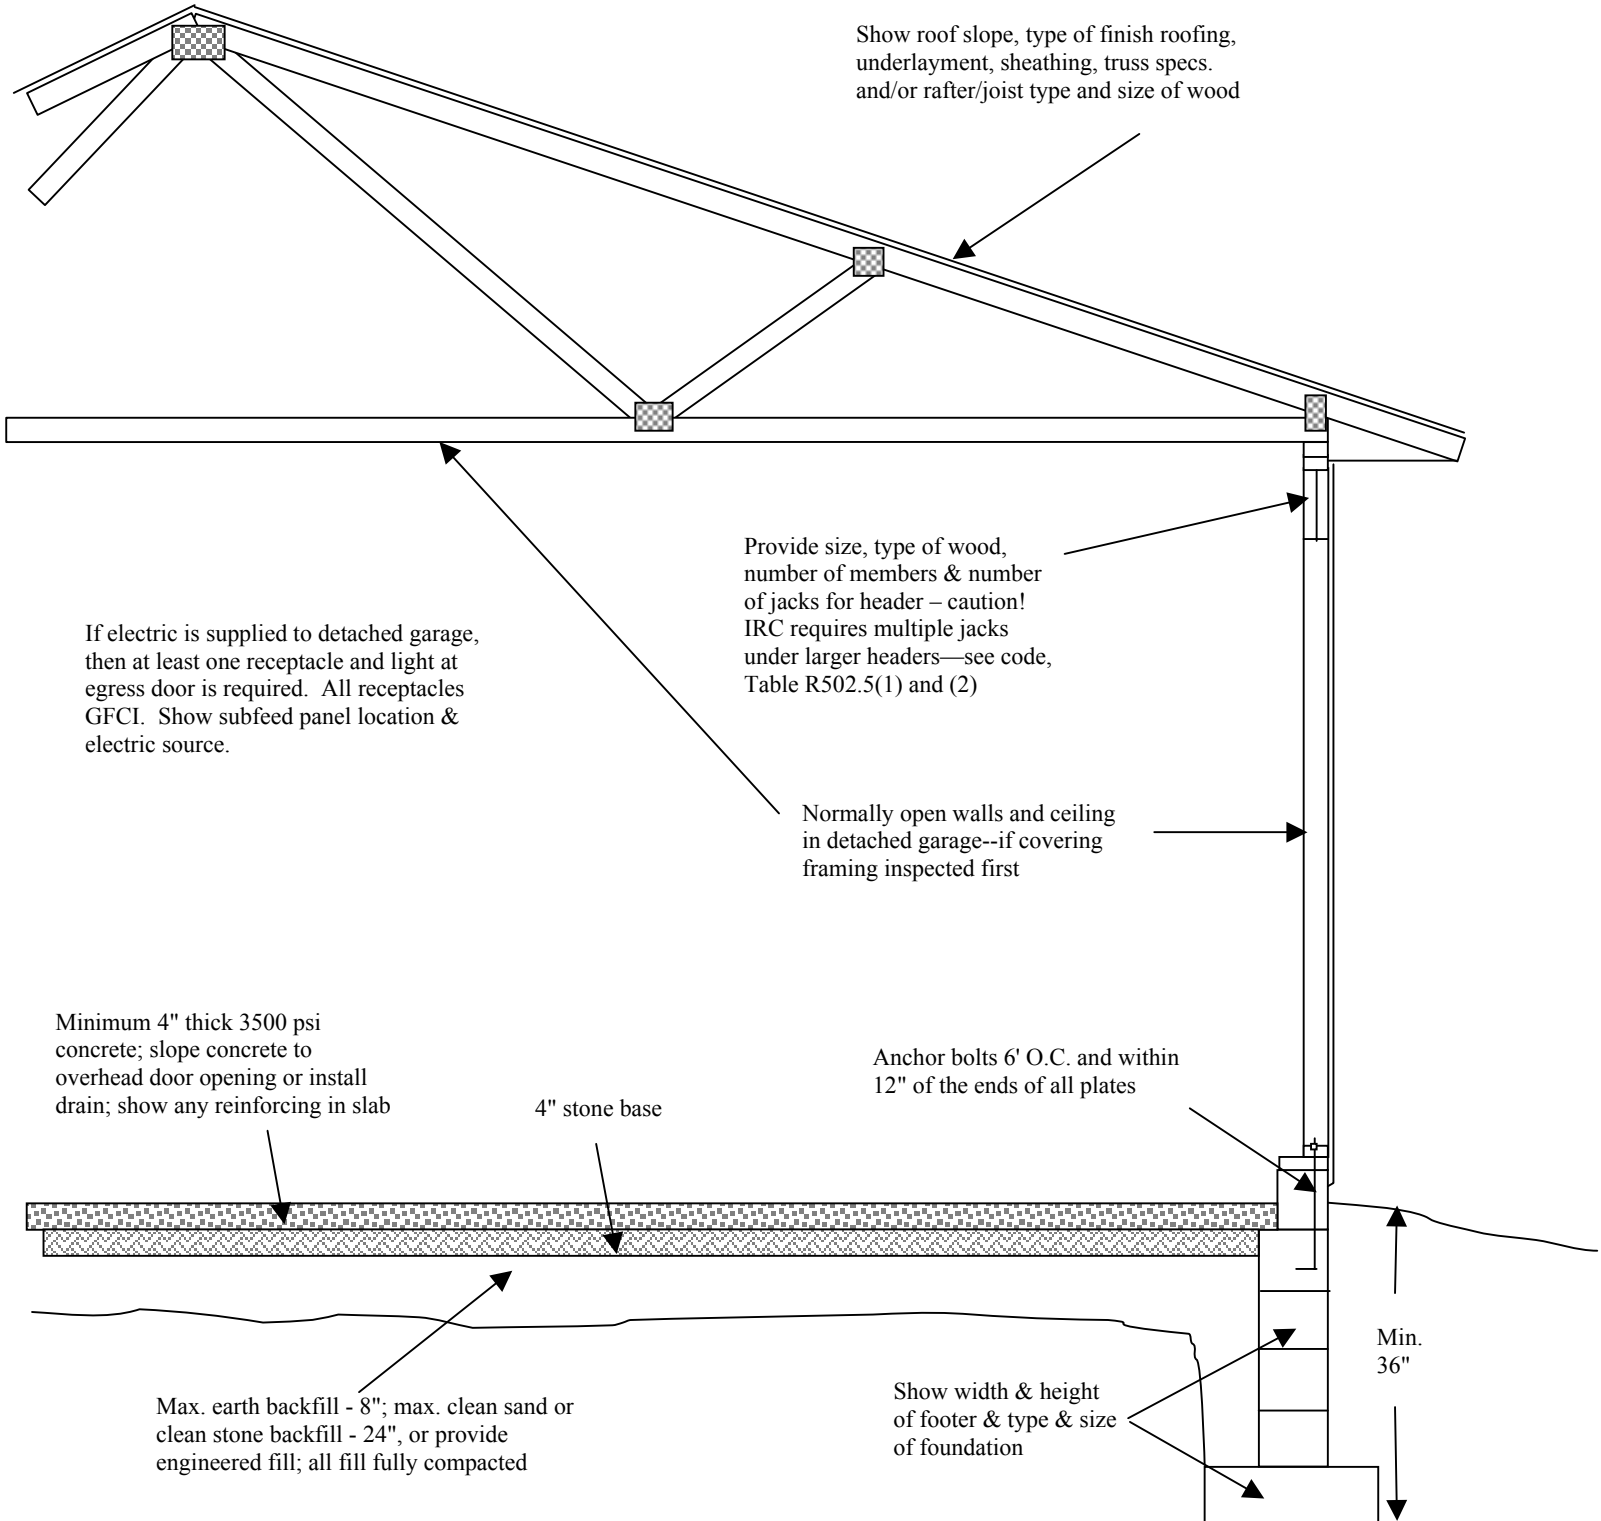 Show roof slope, type of finish roofing,
underlayment, sheathing, truss specs.
and/or rafter/joist type and size of wood
Provide size, type of wood,
number of members & number
of jacks for header – caution!
IRC requires multiple jacks
under larger headers—see code,
Table R502.5(1) and (2)
If electric is supplied to detached garage,
then at least one receptacle and light at
egress door is required.  All receptacles
GFCI.  Show subfeed panel location &
electric source.
Normally open walls and ceiling
in detached garage--if covering
framing inspected first
Minimum 4" thick 3500 psi
concrete; slope concrete to
overhead door opening or install
drain; show any reinforcing in slab
4" stone base
Anchor bolts 6' O.C. and within
12" of the ends of all plates
Min.
36"
Max. earth backfill - 8"; max. clean sand or
clean stone backfill - 24", or provide
engineered fill; all fill fully compacted
Show width & height
of footer & type & size
of foundation